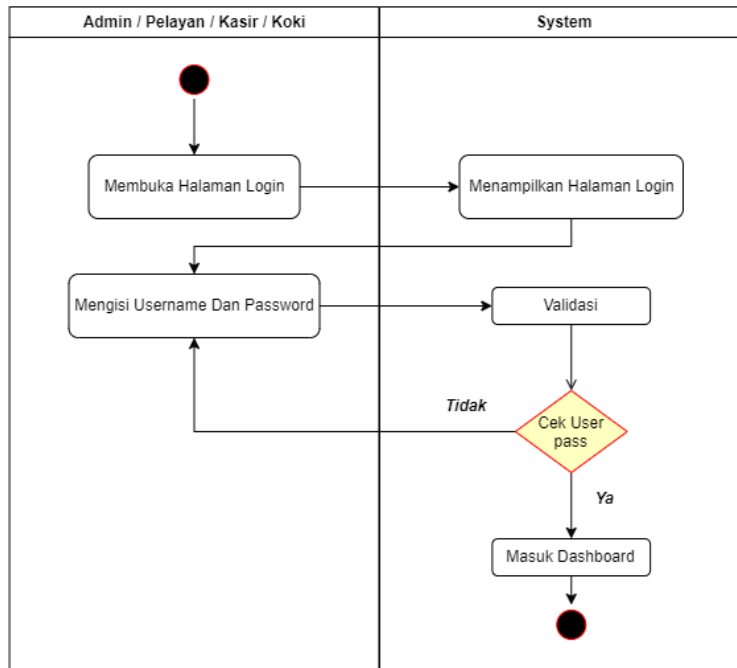 Admin / Pelayan / Kasir / Koki
System
Membuka Halaman Login
Menampilkan Halaman Login
Mengisi Username Dan Password
Validasi
Tidak
Cek User
pass
Ya
Masuk Dashboard